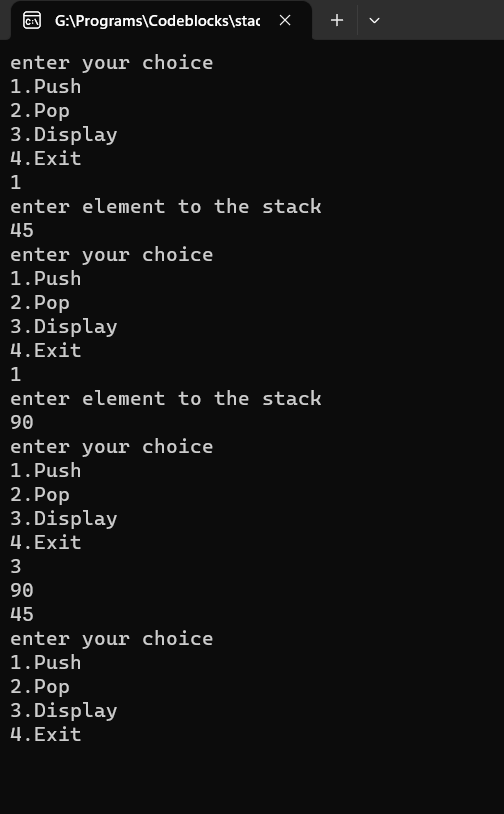 G:\Programs\Codeblocks\stac
enter your choice
1.Push
2.Pop
3.Display
4.Exit
1
enter element to the stack
45
enter your choice
1.Push
2.Pop
3.Display
4.Exit
1
enter element to the stack
90
enter your choice
1.Push
2.Pop
3.Display
4.Exit
3
90
45
enter your choice
1.Push
2.Pop
3.Display
4.Exit